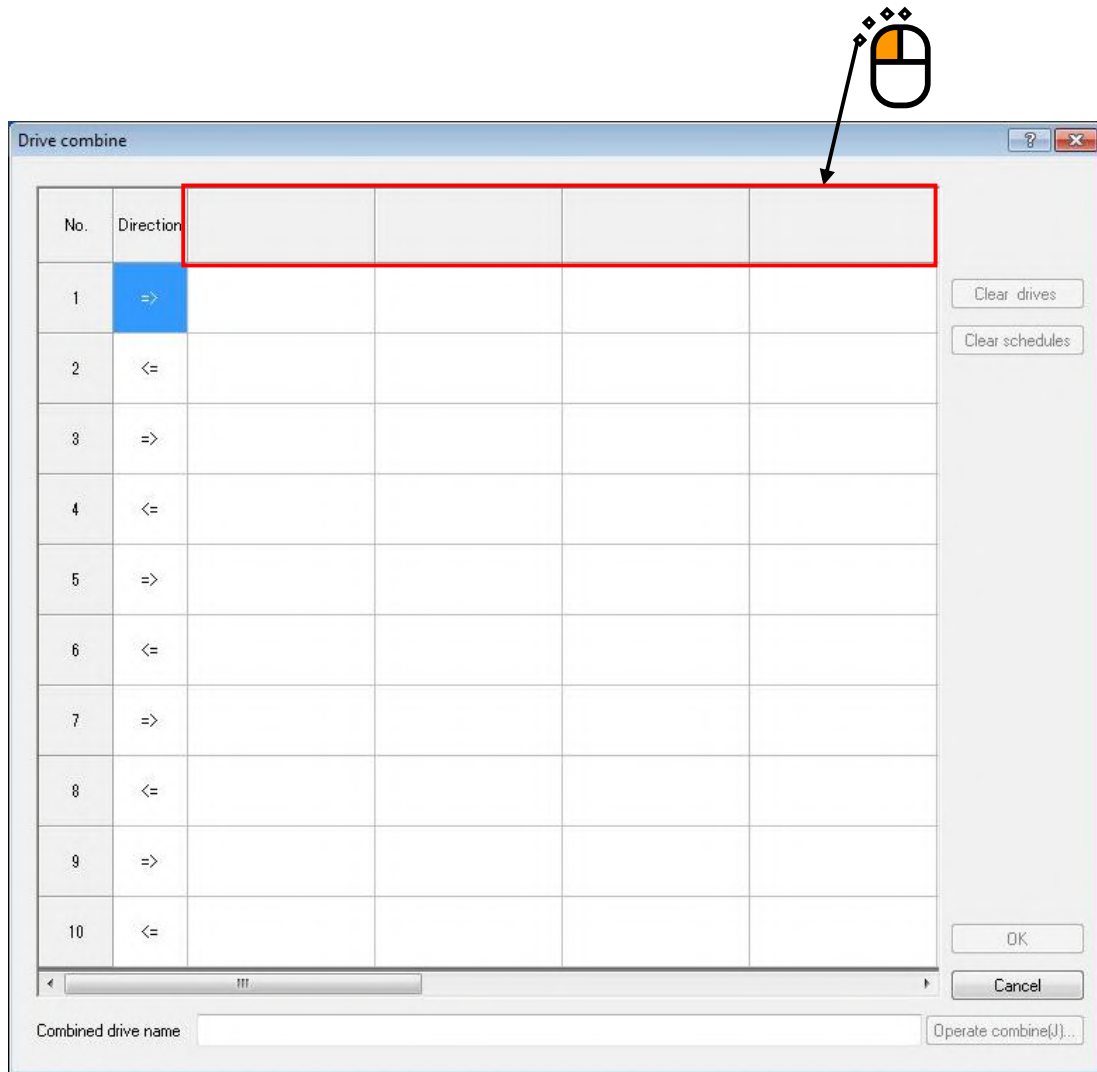 Drive combine
No. Direction
1 =>
Clear drives
Clear schedules
2 <=
3 =>
4 <=
5 =>
6 <=
7 =>
8 <=
9 =>
10 <=
OK
Cancel
Combined drive name
Operate combine(J)...